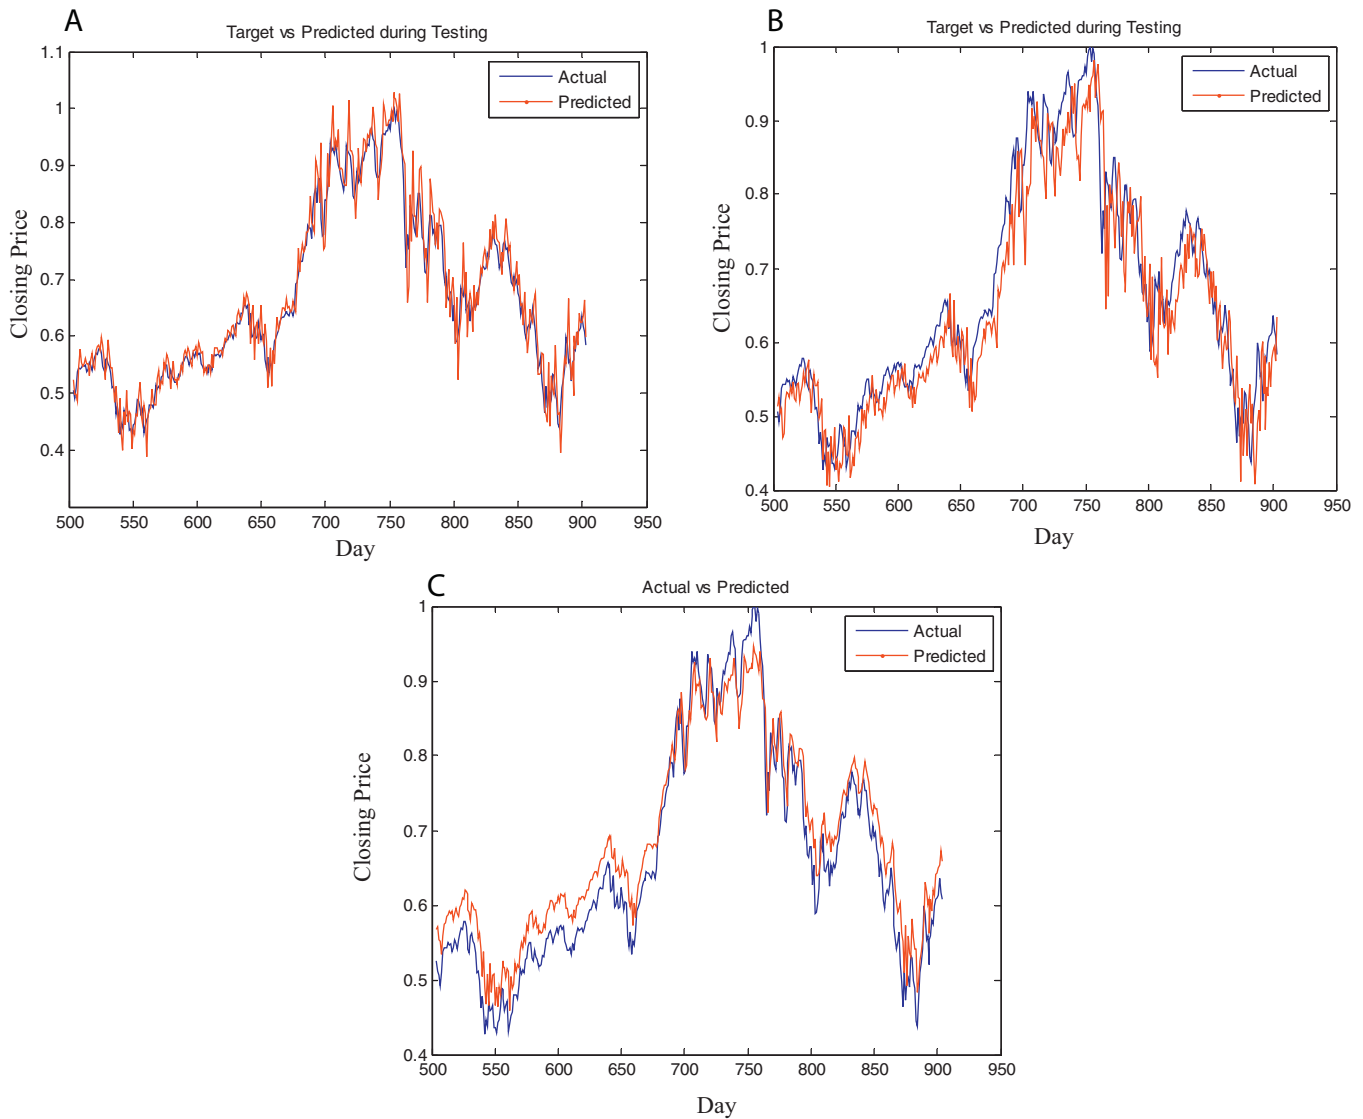 A
Target vs Predicted during Testing
1.1
1
0.9
0.8
0.7
0.6
0.5
0.4
Closing Price
Actual
Predicted
500 550 600 650 700 750 800 850 900 950
Day
B
Target vs Predicted during Testing
1
0.9
0.8
0.7
0.6
0.5
0.4
Closing Price
Actual
Predicted
500 550 600 650 700 750 800 850 900 950
Day
C
Actual vs Predicted
1
0.9
0.8
0.7
0.6
0.5
0.4
Closing Price
Actual
Predicted
500 550 600 650 700 750 800 850 900 950
Day